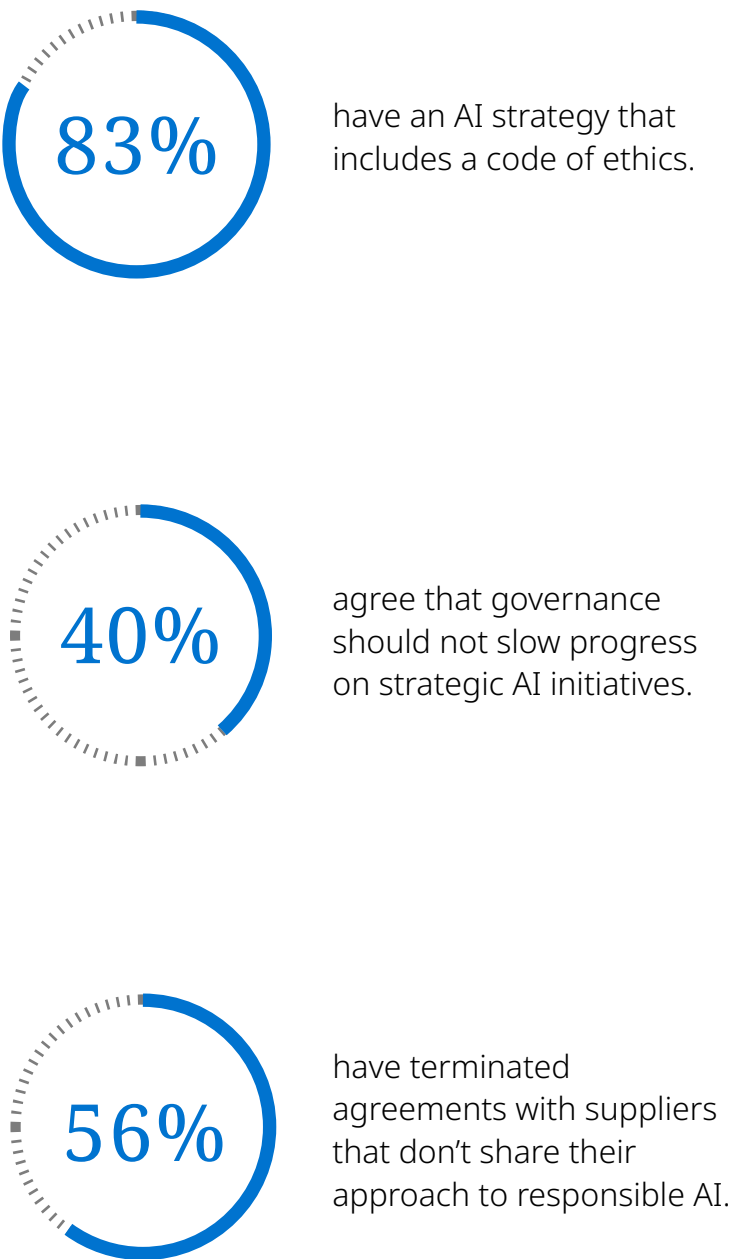 83%
have an AI strategy that
includes a code of ethics.
40%
agree that governance
should not slow progress
on strategic AI initiatives.
56%
have terminated
agreements with suppliers
that don’t share their
approach to responsible AI.